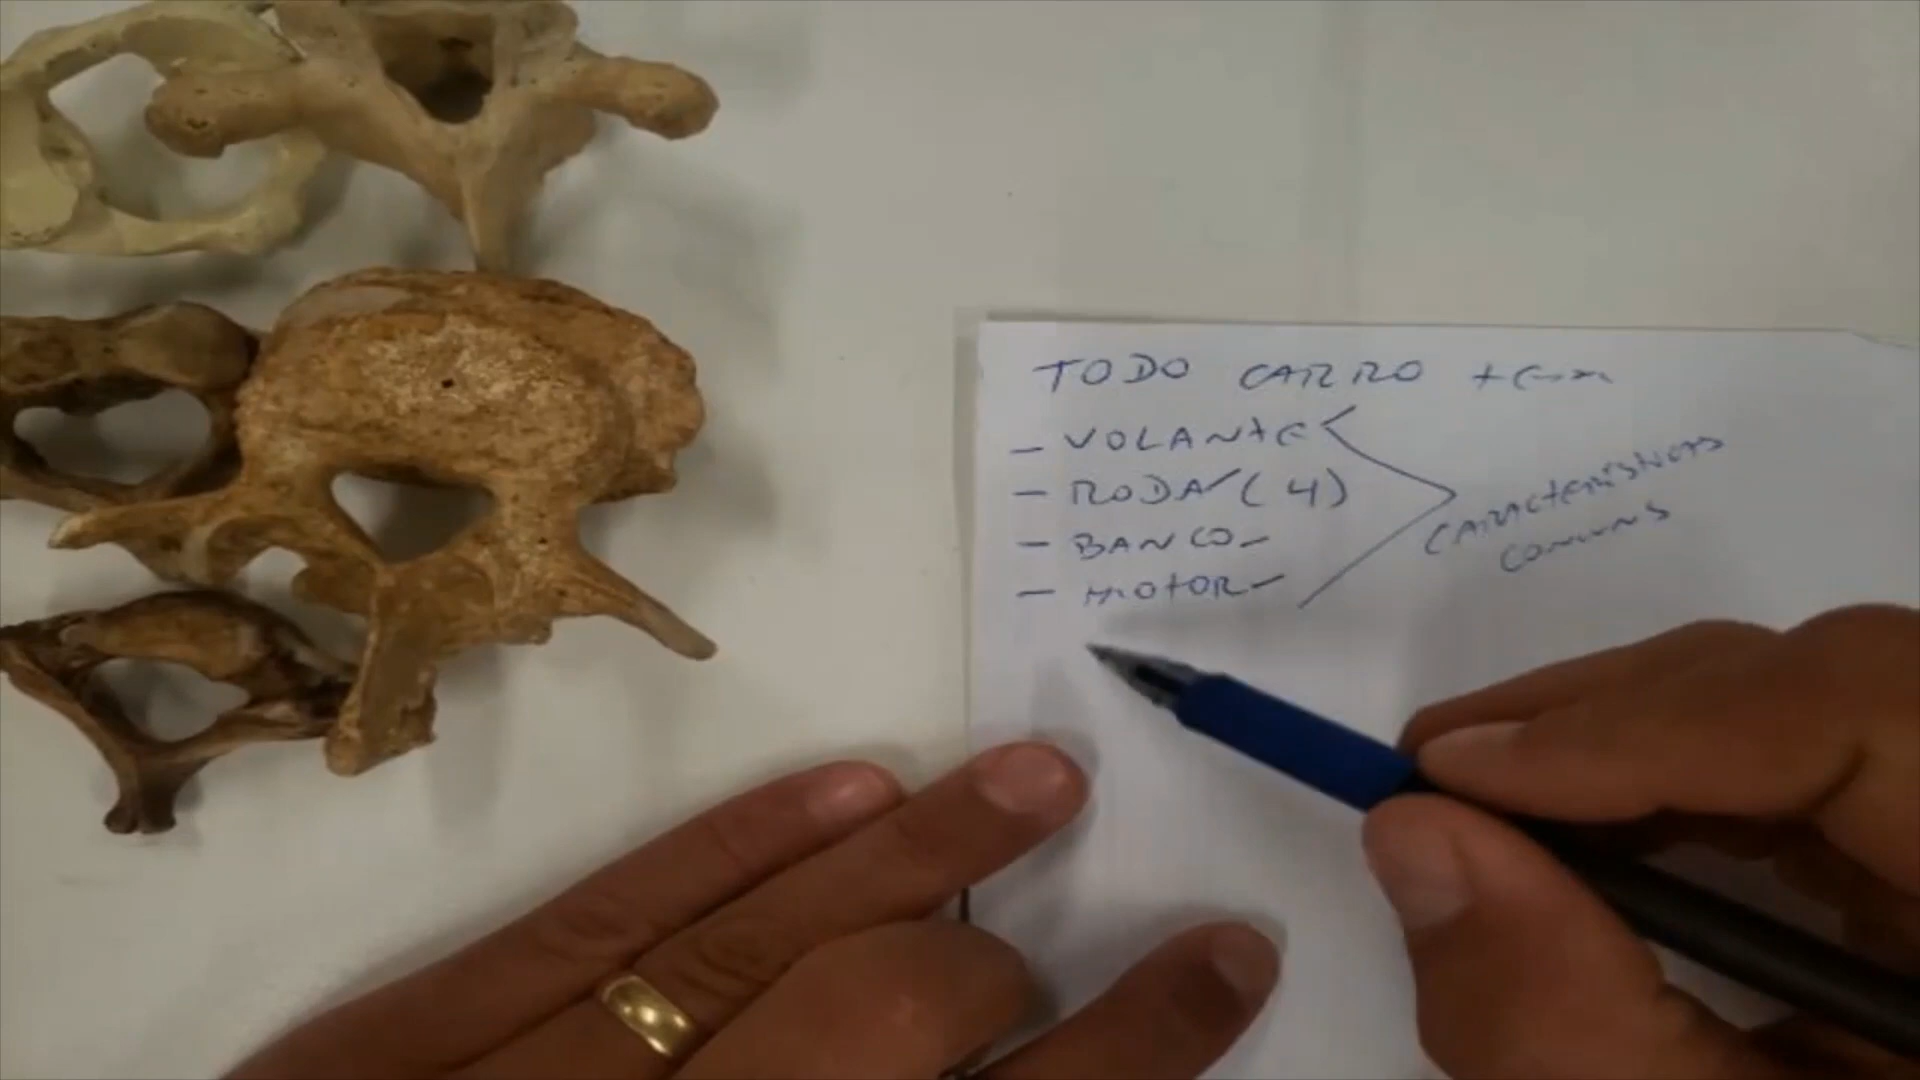 TODO CARRO tem
- VOLANTE
- RODA (4)
- BANCO -
- MOTOR -
CARACTERÍSTICAS
COMUNS